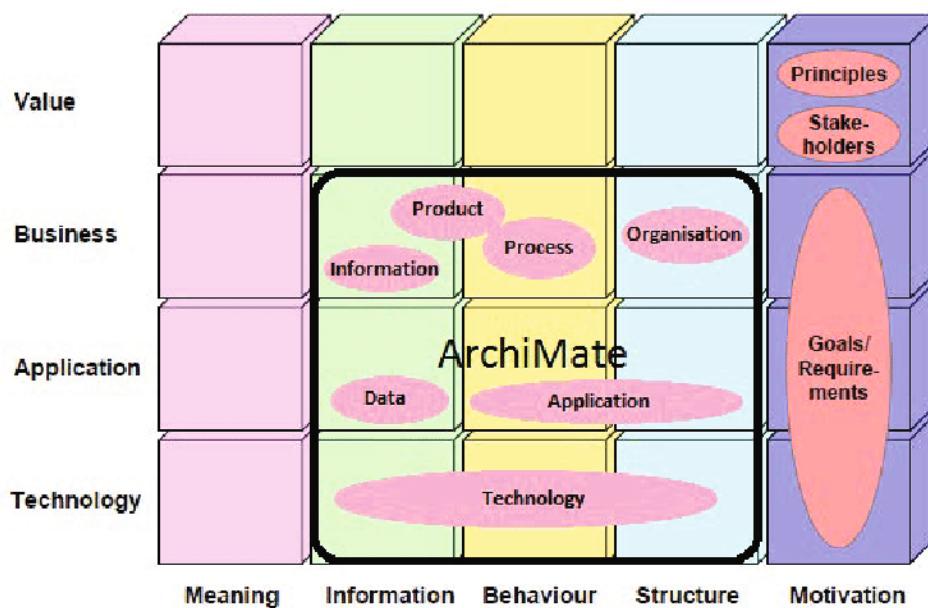 Value
Principles
Stake-
holders
Business
Product
Process
Organisation
Information
Application
ArchiMate
Goals/
Require-
ments
Data
Application
Technology
Technology
Meaning
Information
Behaviour
Structure
Motivation